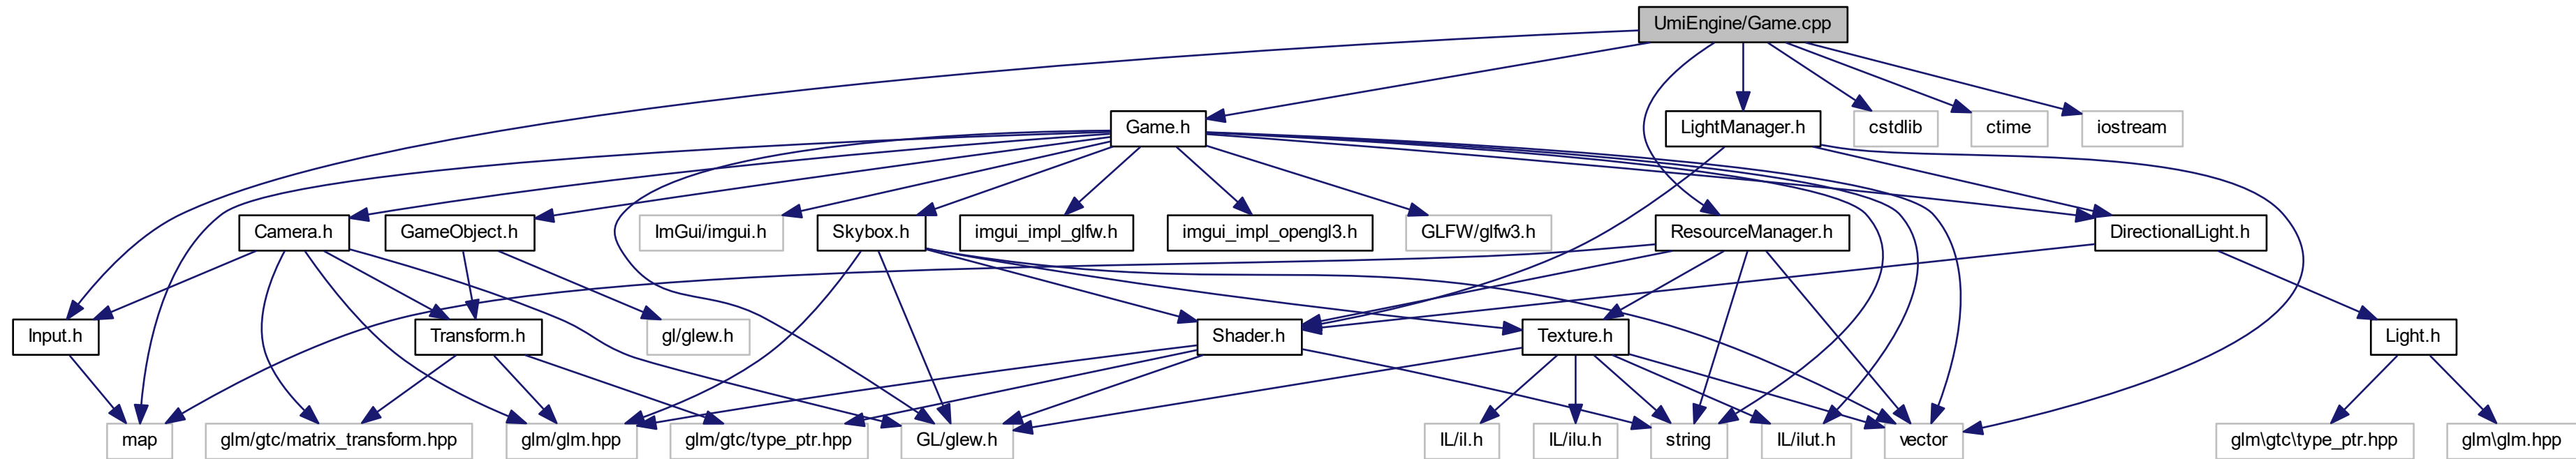 UmiEngine/Game.cpp
Game.h
LightManager.h
cstdlib
ctime
iostream
Camera.h
GameObject.h
ImGui/imgui.h
Skybox.h
imgui_impl_glfw.h
imgui_impl_opengl3.h
GLFW/glfw3.h
ResourceManager.h
DirectionalLight.h
Input.h
Transform.h
gl/glew.h
Shader.h
Texture.h
Light.h
map
glm/gtc/matrix_transform.hpp
glm/glm.hpp
glm/gtc/type_ptr.hpp
GL/glew.h
IL/il.h
IL/ilu.h
string
IL/ilut.h
vector
glm\gtc\type_ptr.hpp
glm\glm.hpp